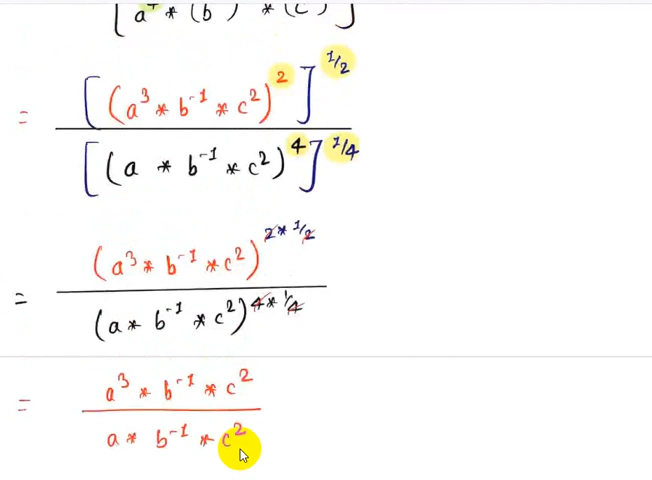 [ a⁴ * (b ) * (c ) ]
= [ (a³ * b⁻¹ * c²)² ]^1/2
[ (a * b⁻¹ * c²)⁴ ]^1/4
= (a³ * b⁻¹ * c²)^2 * 1/2
(a * b⁻¹ * c²)^4 * 1/4
= a³ * b⁻¹ * c²
a * b⁻¹ * c²